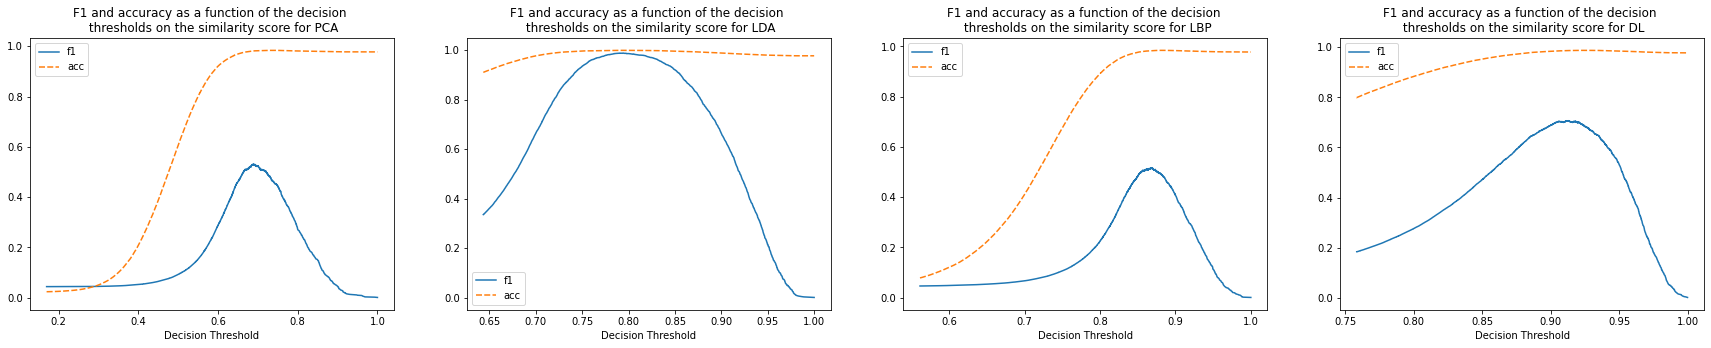 F1 and accuracy as a function of the decision
thresholds on the similarity score for PCA
f1
acc
1.0
0.8
0.6
0.4
0.2
0.0
0.2
0.4
0.6
0.8
1.0
Decision Threshold
F1 and accuracy as a function of the decision
thresholds on the similarity score for LDA
1.0
0.8
0.6
0.4
0.2
0.0
f1
acc
0.65
0.70
0.75
0.80
0.85
0.90
0.95
1.00
Decision Threshold
F1 and accuracy as a function of the decision
thresholds on the similarity score for LBP
f1
acc
1.0
0.8
0.6
0.4
0.2
0.0
0.6
0.7
0.8
0.9
1.0
Decision Threshold
F1 and accuracy as a function of the decision
thresholds on the similarity score for DL
f1
acc
1.0
0.8
0.6
0.4
0.2
0.0
0.75
0.80
0.85
0.90
0.95
1.00
Decision Threshold